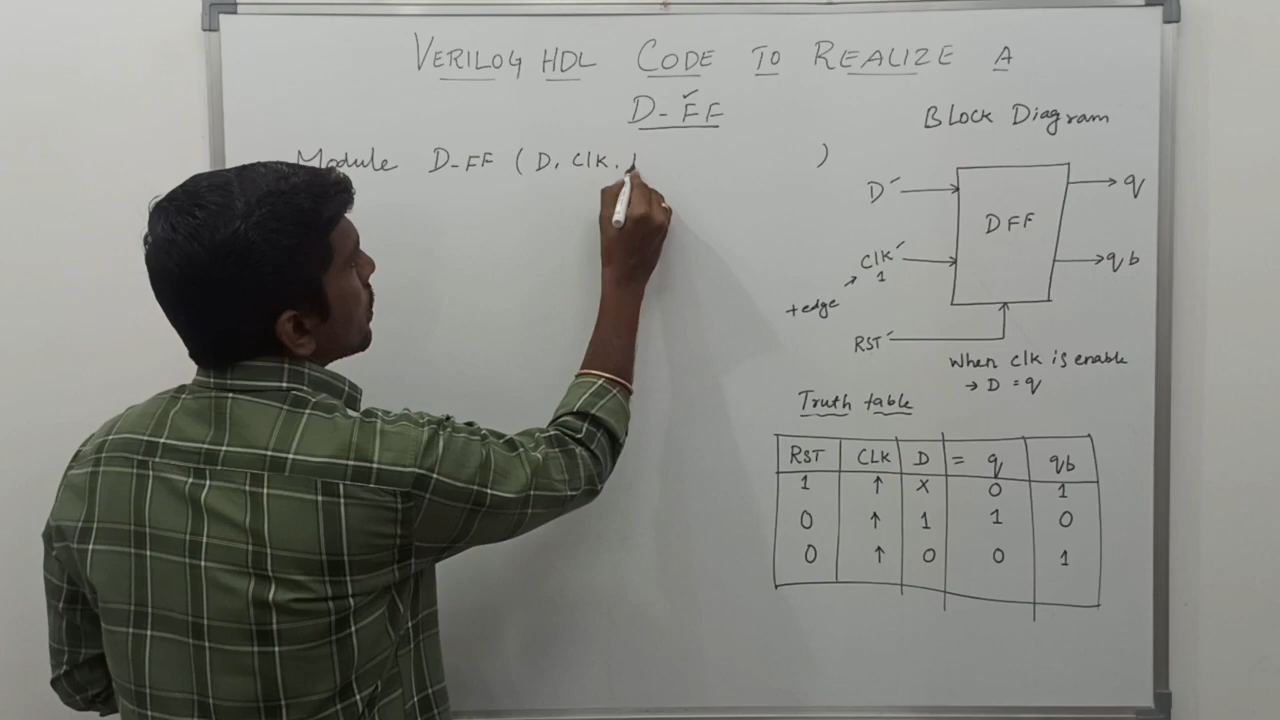 VERILOG HDL CODE TO REALIZE A
D-FF
Module D-FF ( D, Clk, )
Block Diagram
D
q
DFF
Clk
1
qb
+edge
RST
When clk is enable
→ D = q
Truth table
RST CLK D = q qb
1 ↑ X 0 1
0 ↑ 1 1 0
0 ↑ 0 0 1